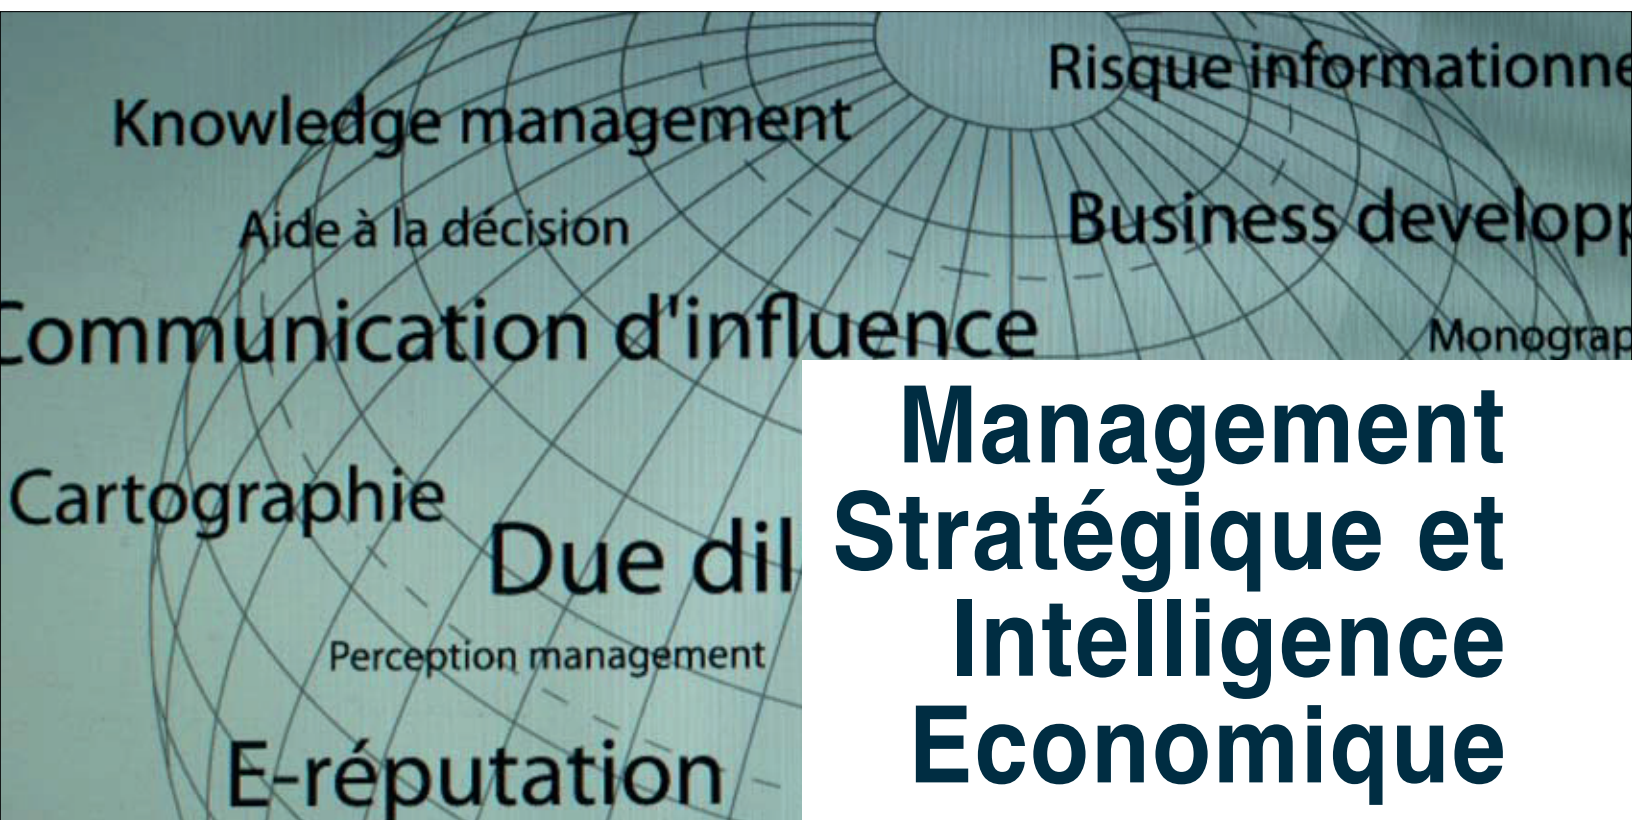 Risque informationne
Knowledge management
Business developp
Aide à la décision
Communication d'influence
Monograp
Cartographie
Due dil
Perception management
E-réputation
Management
Stratégique et
Intelligence
Economique